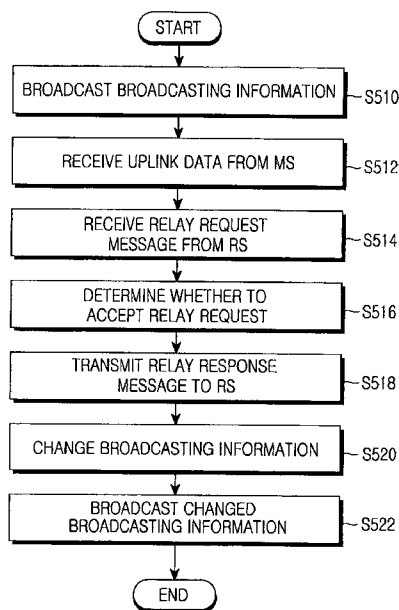 START
BROADCAST BROADCASTING INFORMATION
S510
RECEIVE UPLINK DATA FROM MS
S512
RECEIVE RELAY REQUEST
MESSAGE FROM RS
S514
DETERMINE WHETHER TO
ACCEPT RELAY REQUEST
S516
TRANSMIT RELAY RESPONSE
MESSAGE TO RS
S518
CHANGE BROADCASTING INFORMATION
S520
BROADCAST CHANGED
BROADCASTING INFORMATION
S522
END